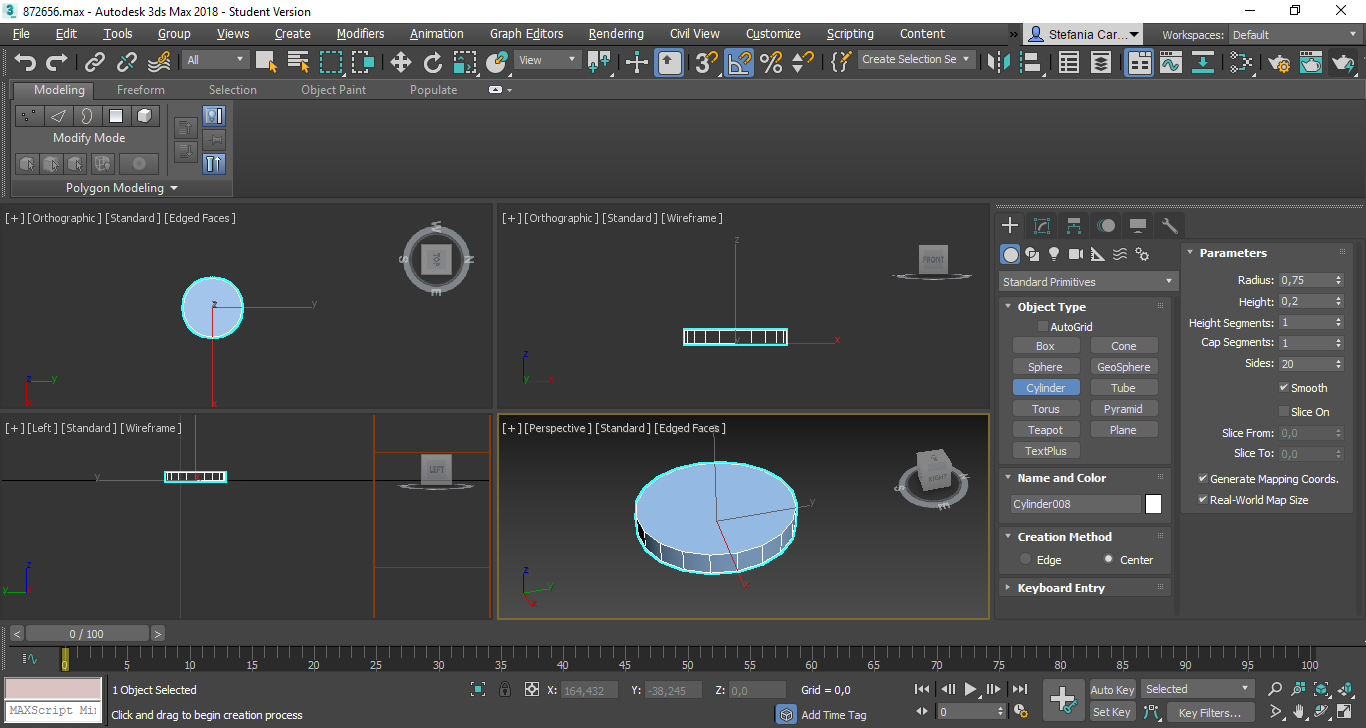 872656.max - Autodesk 3ds Max 2018 - Student Version
File Edit Tools Group Views Create Modifiers Animation Graph Editors Rendering Civil View Customize Scripting Content » Stefania Car... Workspaces: Default
All View Create Selection Se
Modeling Freeform Selection Object Paint Populate
Modify Mode
Polygon Modeling
[+] [Orthographic] [Standard] [Edged Faces]
[+] [Orthographic] [Standard] [Wireframe]
W
S TOP N
E
FRONT
z
y
x
z
x
y
z
y
x
z
y
x
[+] [Left] [Standard] [Wireframe]
[+] [Perspective] [Standard] [Edged Faces]
LEFT
RIGHT
S
E
N
y
z
y
y
x
z
y
x
Standard Primitives
Object Type
AutoGrid
Box Cone
Sphere GeoSphere
Cylinder Tube
Torus Pyramid
Teapot Plane
TextPlus
Name and Color
Cylinder008
Creation Method
Edge Center
Keyboard Entry
Parameters
Radius: 0,75
Height: 0,2
Height Segments: 1
Cap Segments: 1
Sides: 20
Smooth
Slice On
Slice From: 0,0
Slice To: 0,0
Generate Mapping Coords.
Real-World Map Size
< 0 / 100 >
0 5 10 15 20 25 30 35 40 45 50 55 60 65 70 75 80 85 90 95 100
1 Object Selected X: 164,432 Y: -38,245 Z: 0,0 Grid = 0,0 Auto Key Selected
MAXScript Mi
Click and drag to begin creation process Add Time Tag 0 Set Key Key Filters...